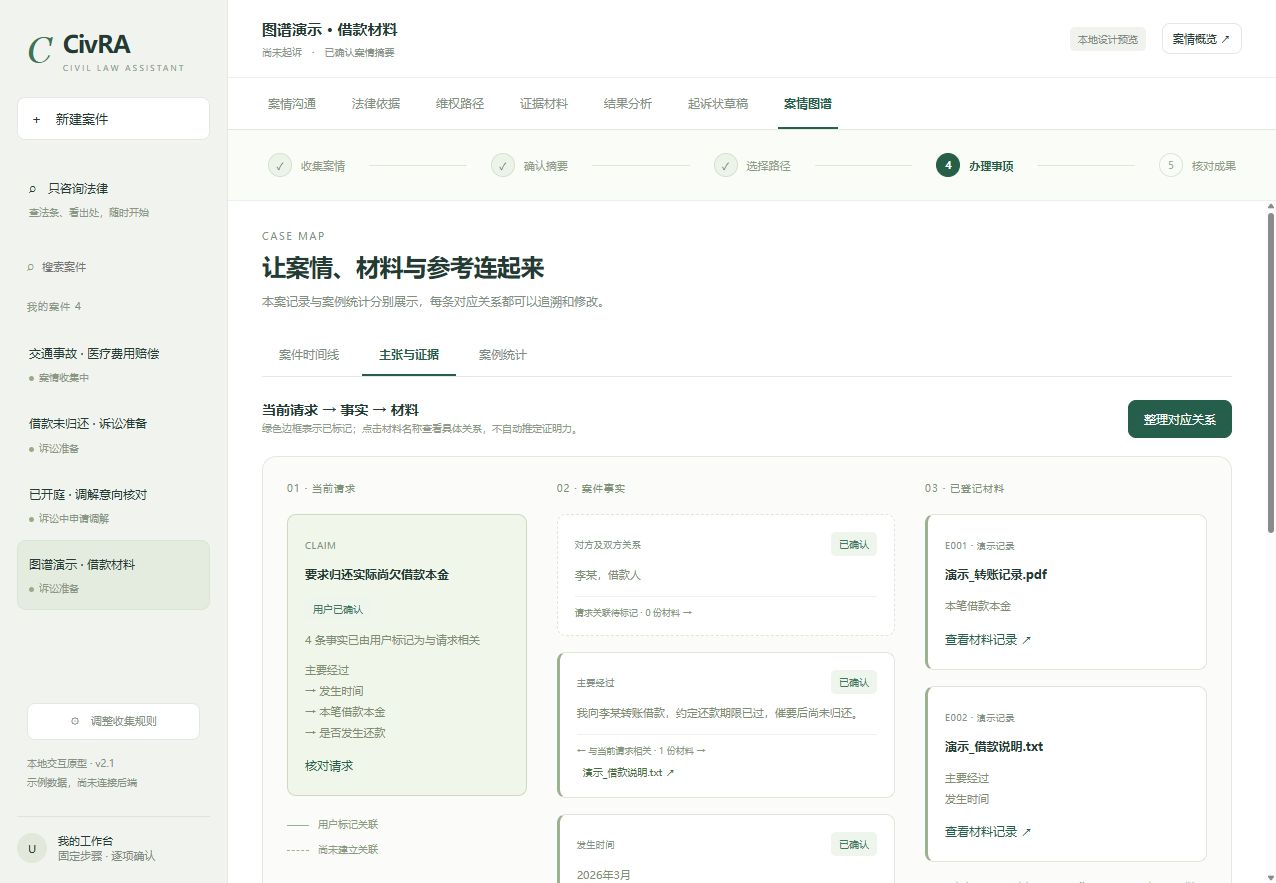 C CivRA
CIVIL LAW ASSISTANT
+ 新建案件
只咨询法律
查法条、看出处，随时开始
搜索案件
我的案件 4
交通事故 · 医疗费用赔偿
案情收集中
借款未归还 · 诉讼准备
诉讼准备
已开庭 · 调解意向核对
诉讼中申请调解
图谱演示 · 借款材料
诉讼准备
调整收集规则
本地交互原型 · v2.1
示例数据，尚未连接后端
U
我的工作台
固定步骤 · 逐项确认
图谱演示 • 借款材料
尚未起诉 · 已确认案情摘要
本地设计预览
案情概览 ↗
案情沟通 法律依据 维权路径 证据材料 结果分析 起诉状草稿 案情图谱
✓ 收集案情 ✓ 确认摘要 ✓ 选择路径 4 办理事项 5 核对成果
CASE MAP
让案情、材料与参考连起来
本案记录与案例统计分别展示，每条对应关系都可以追溯和修改。
案件时间线 主张与证据 案例统计
当前请求 → 事实 → 材料
绿色边框表示已标记；点击材料名称查看具体关系，不自动推定证明力。
整理对应关系
01 · 当前请求
CLAIM
要求归还实际尚欠借款本金
用户已确认
4 条事实已由用户标记为与请求相关
主要经过
→ 发生时间
→ 本笔借款本金
→ 是否发生还款
核对请求
用户标记关联
尚未建立关联
02 · 案件事实
对方及双方关系
已确认
李某，借款人
请求关联待标记 · 0 份材料 →
主要经过
已确认
我向李某转账借款，约定还款期限已过，催要后尚未归还。
← 与当前请求相关 · 1 份材料 →
演示_借款说明.txt ↗
发生时间
已确认
2026年3月
03 · 已登记材料
E001 · 演示记录
演示_转账记录.pdf
本笔借款本金
查看材料记录 ↗
E002 · 演示记录
演示_借款说明.txt
主要经过
发生时间
查看材料记录 ↗